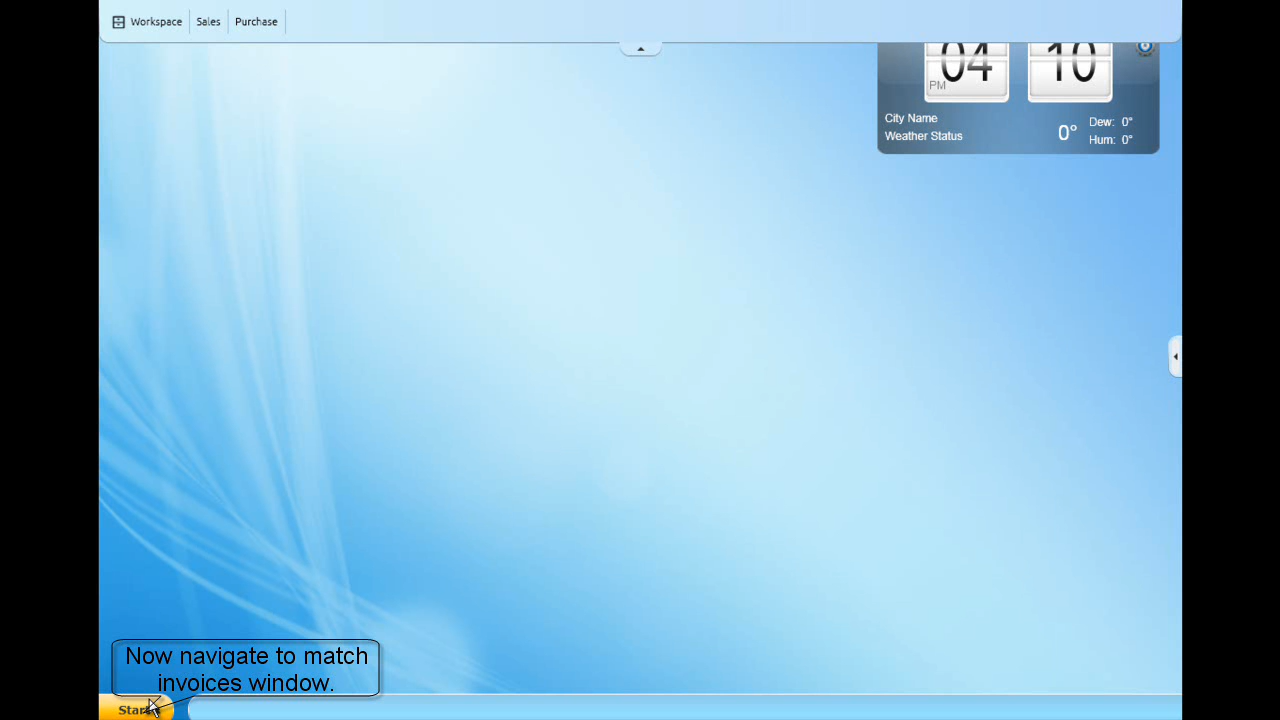 Workspace Sales Purchase
04 10
PM
City Name
Weather Status
0°
Dew: 0°
Hum: 0°
Now navigate to match
invoices window.
Start